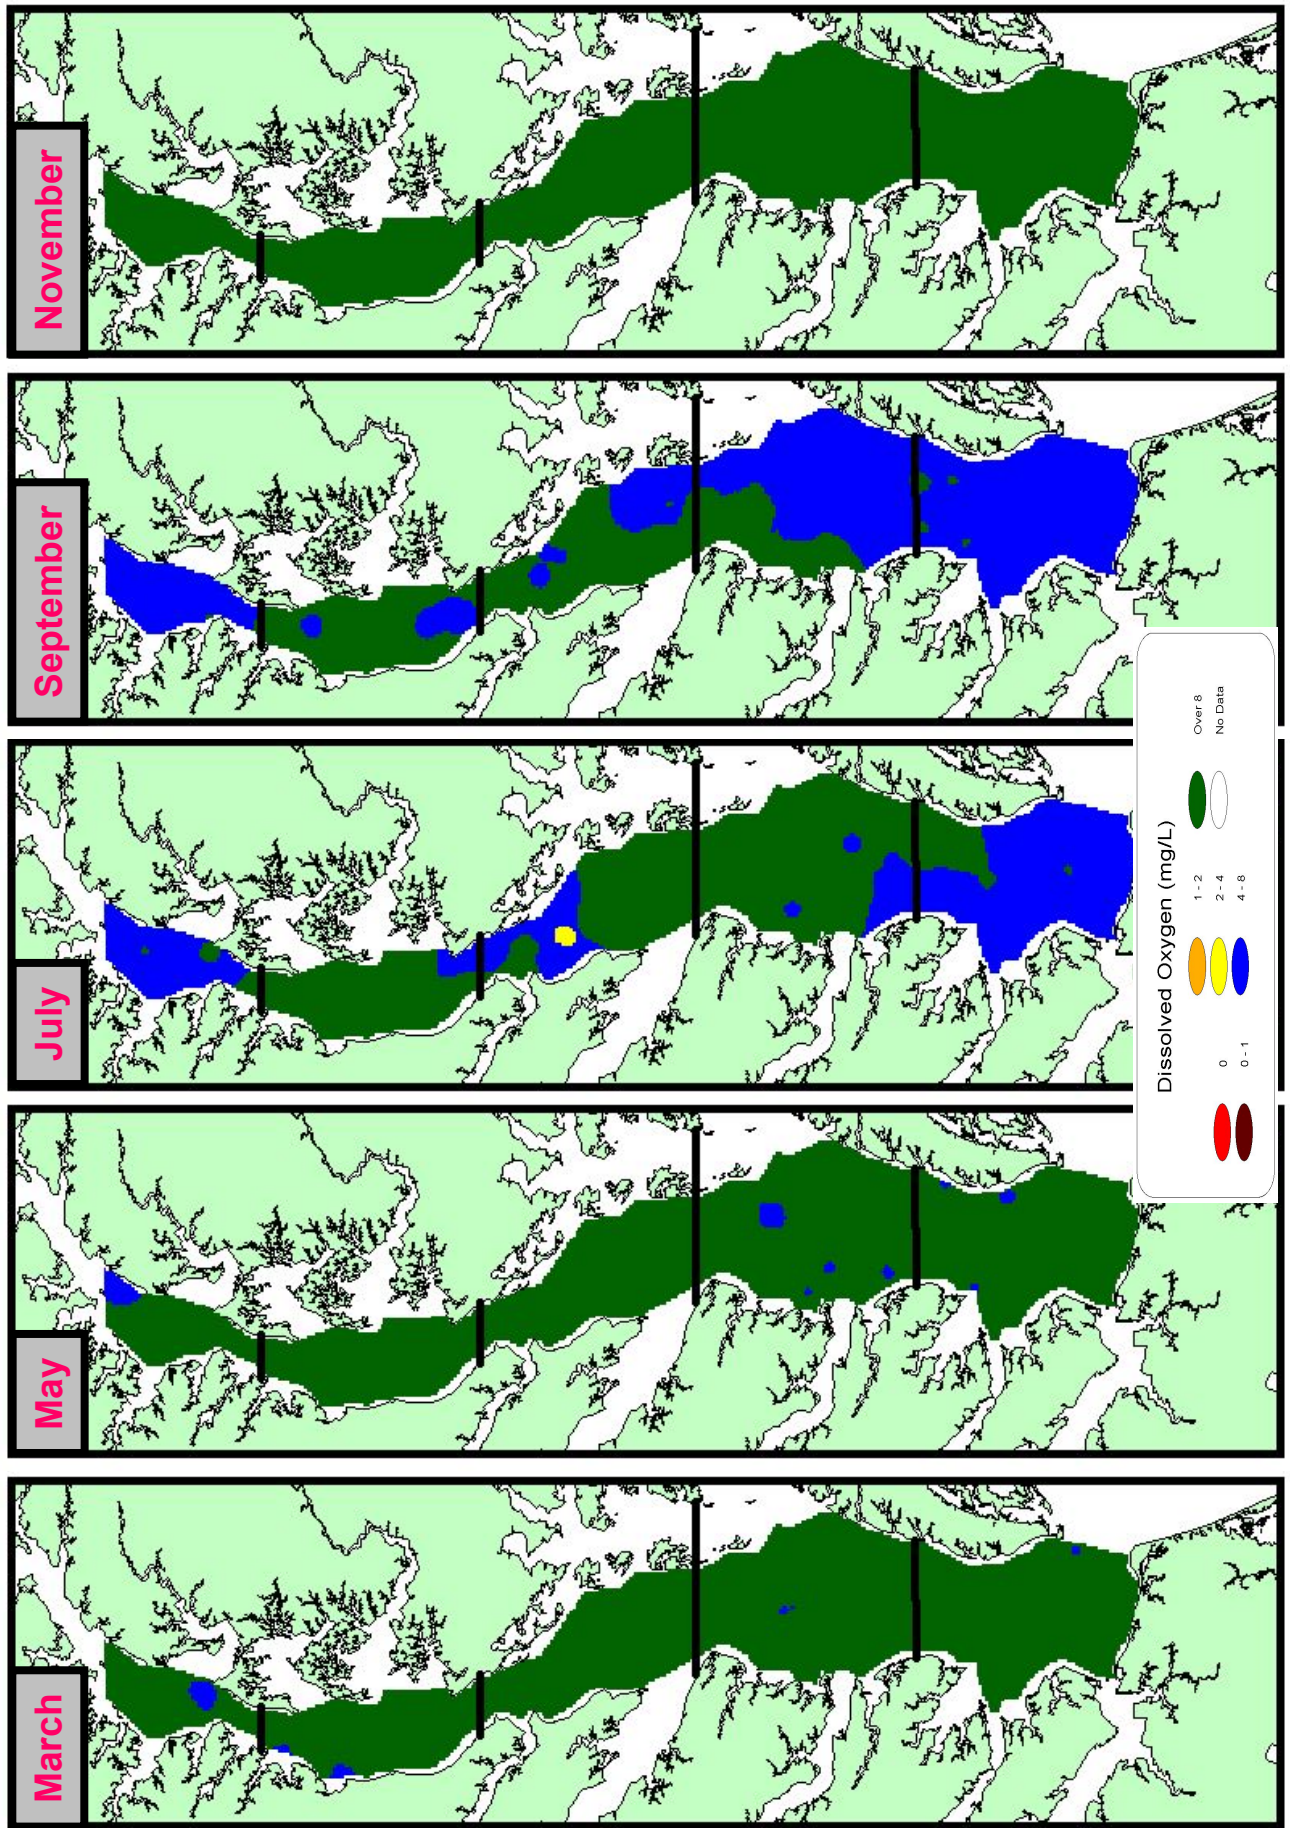 March
May
July
September
November
Dissolved Oxygen (mg/L)
0
0 - 1
1 - 2
2 - 4
4 - 8
Over 8
No Data